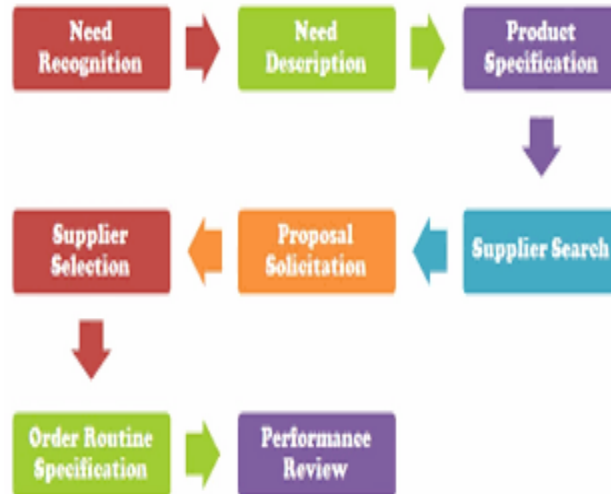 Need
Recognition
Need
Description
Product
Specification
Supplier Search
Proposal
Solicitation
Supplier
Selection
Order Routine
Specification
Performance
Review